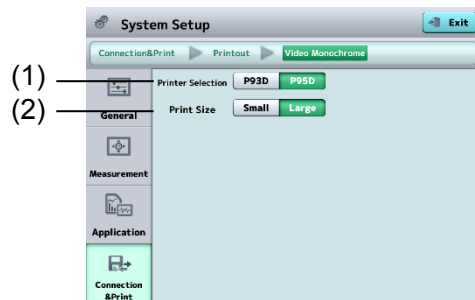 System Setup
Exit
Connection&Print Printout Video Monochrome
(1) Printer Selection P93D P95D
(2) Print Size Small Large
General
Measurement
Application
Connection
&Print